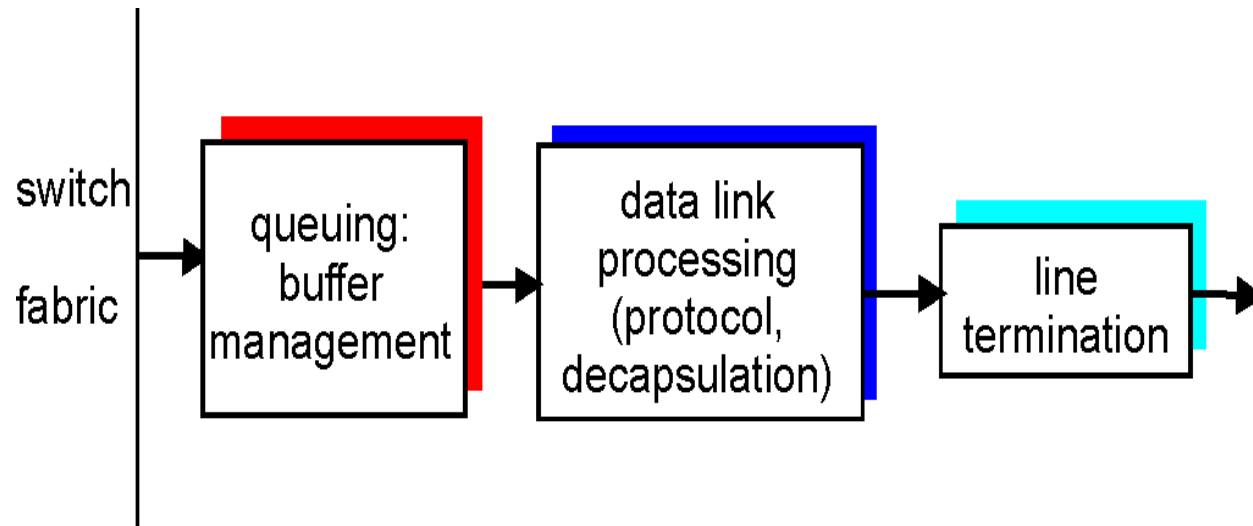 switch
fabric
queuing:
buffer
management
data link
processing
(protocol,
decapsulation)
line
termination